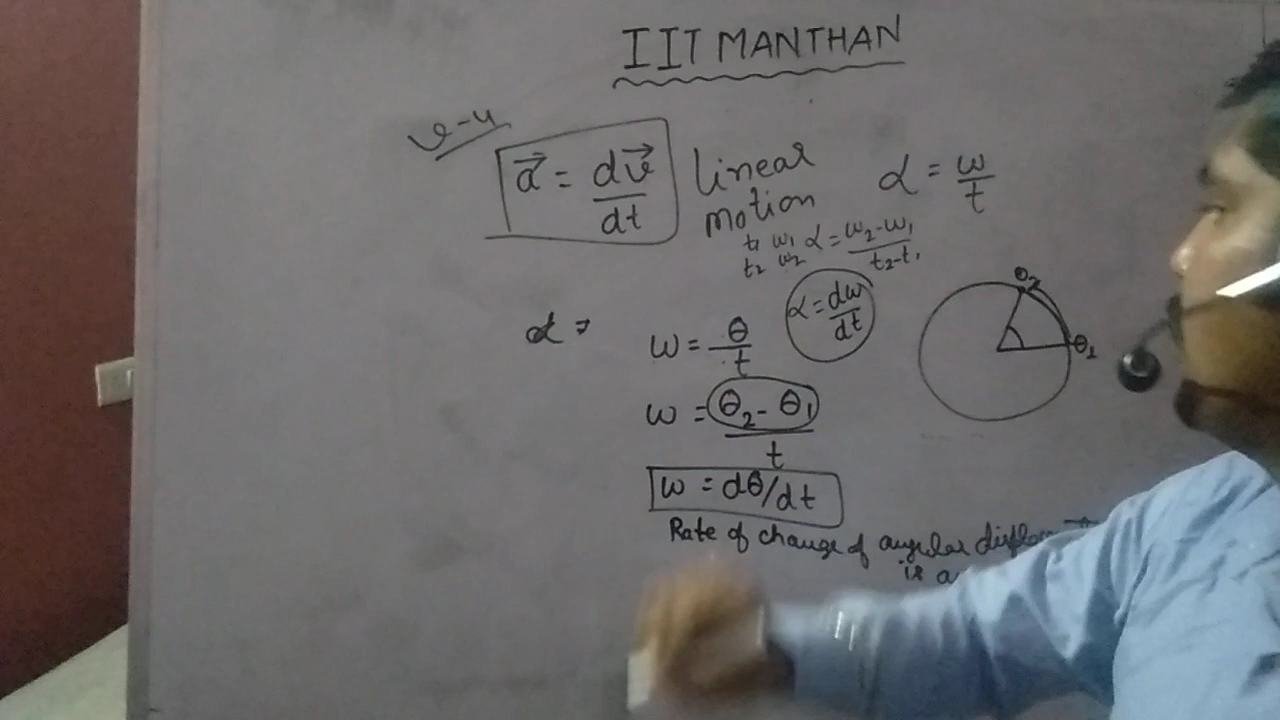 IIT MANTHAN
v-u
a⃗ = dv⃗/dt
linear
motion
α = ω/t
t₁ ω₁ α = ω₂-ω₁/t₂-t₁
t₂ ω₂
α = dω/dt
θ₂
θ₁
α =
ω = θ/t
ω = θ₂ - θ₁/t
ω = dθ/dt
Rate of change of angular
is